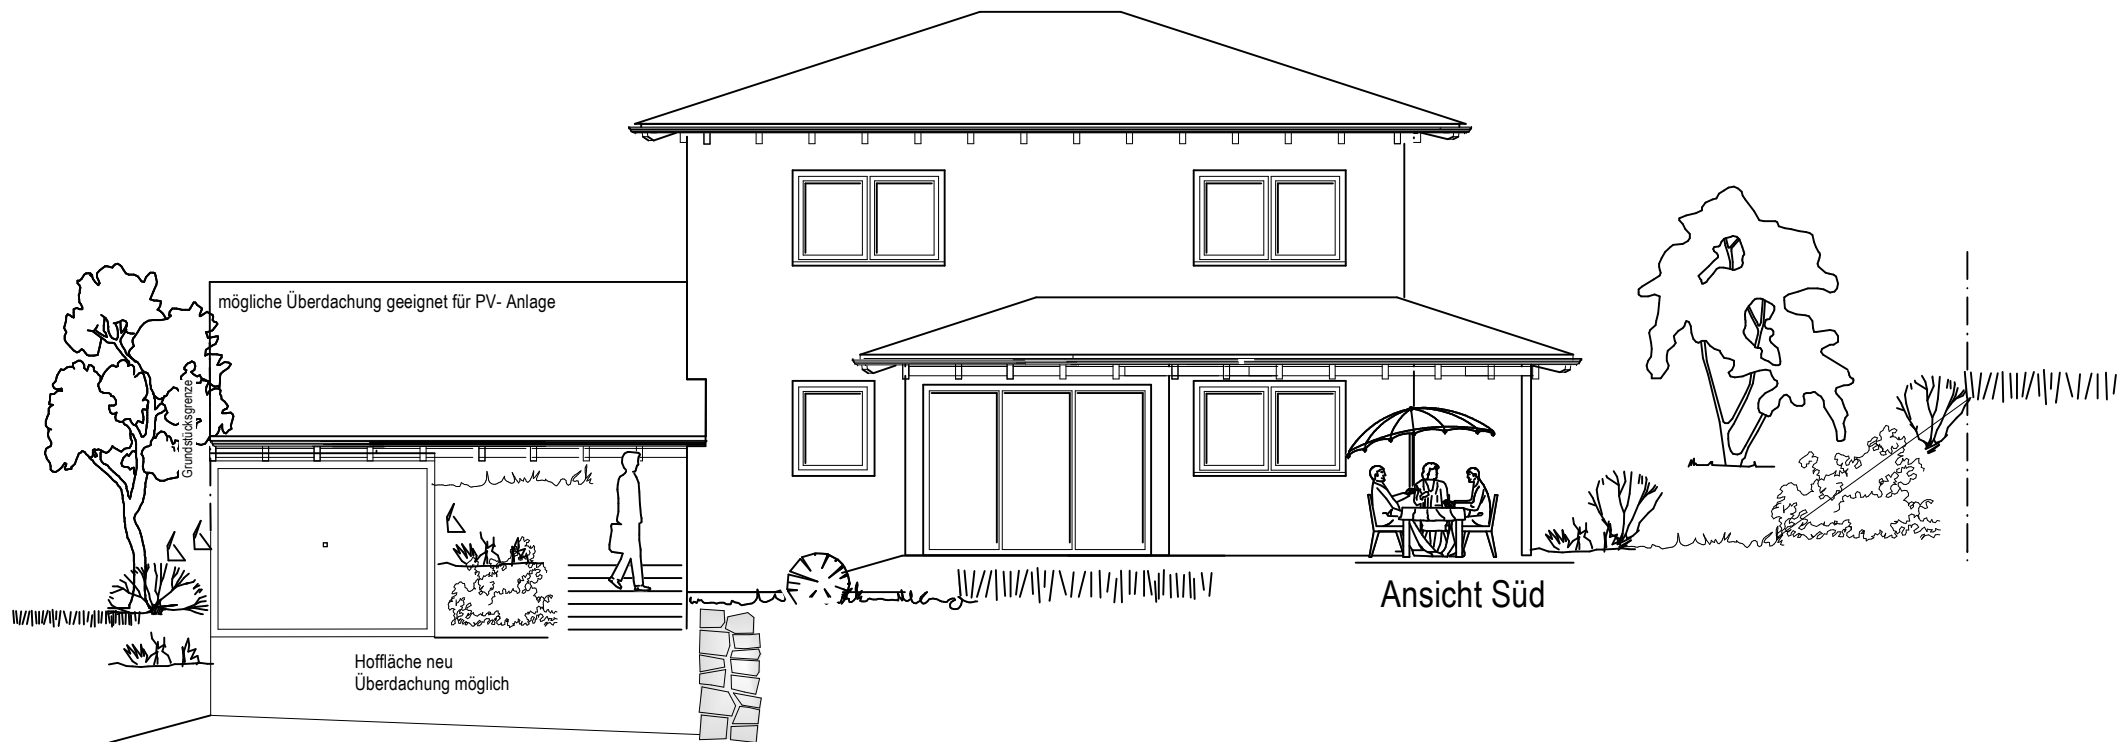 mögliche Überdachung geeignet für PV- Anlage
Grundstücksgrenze
Ansicht Süd
Hoffläche neu
Überdachung möglich